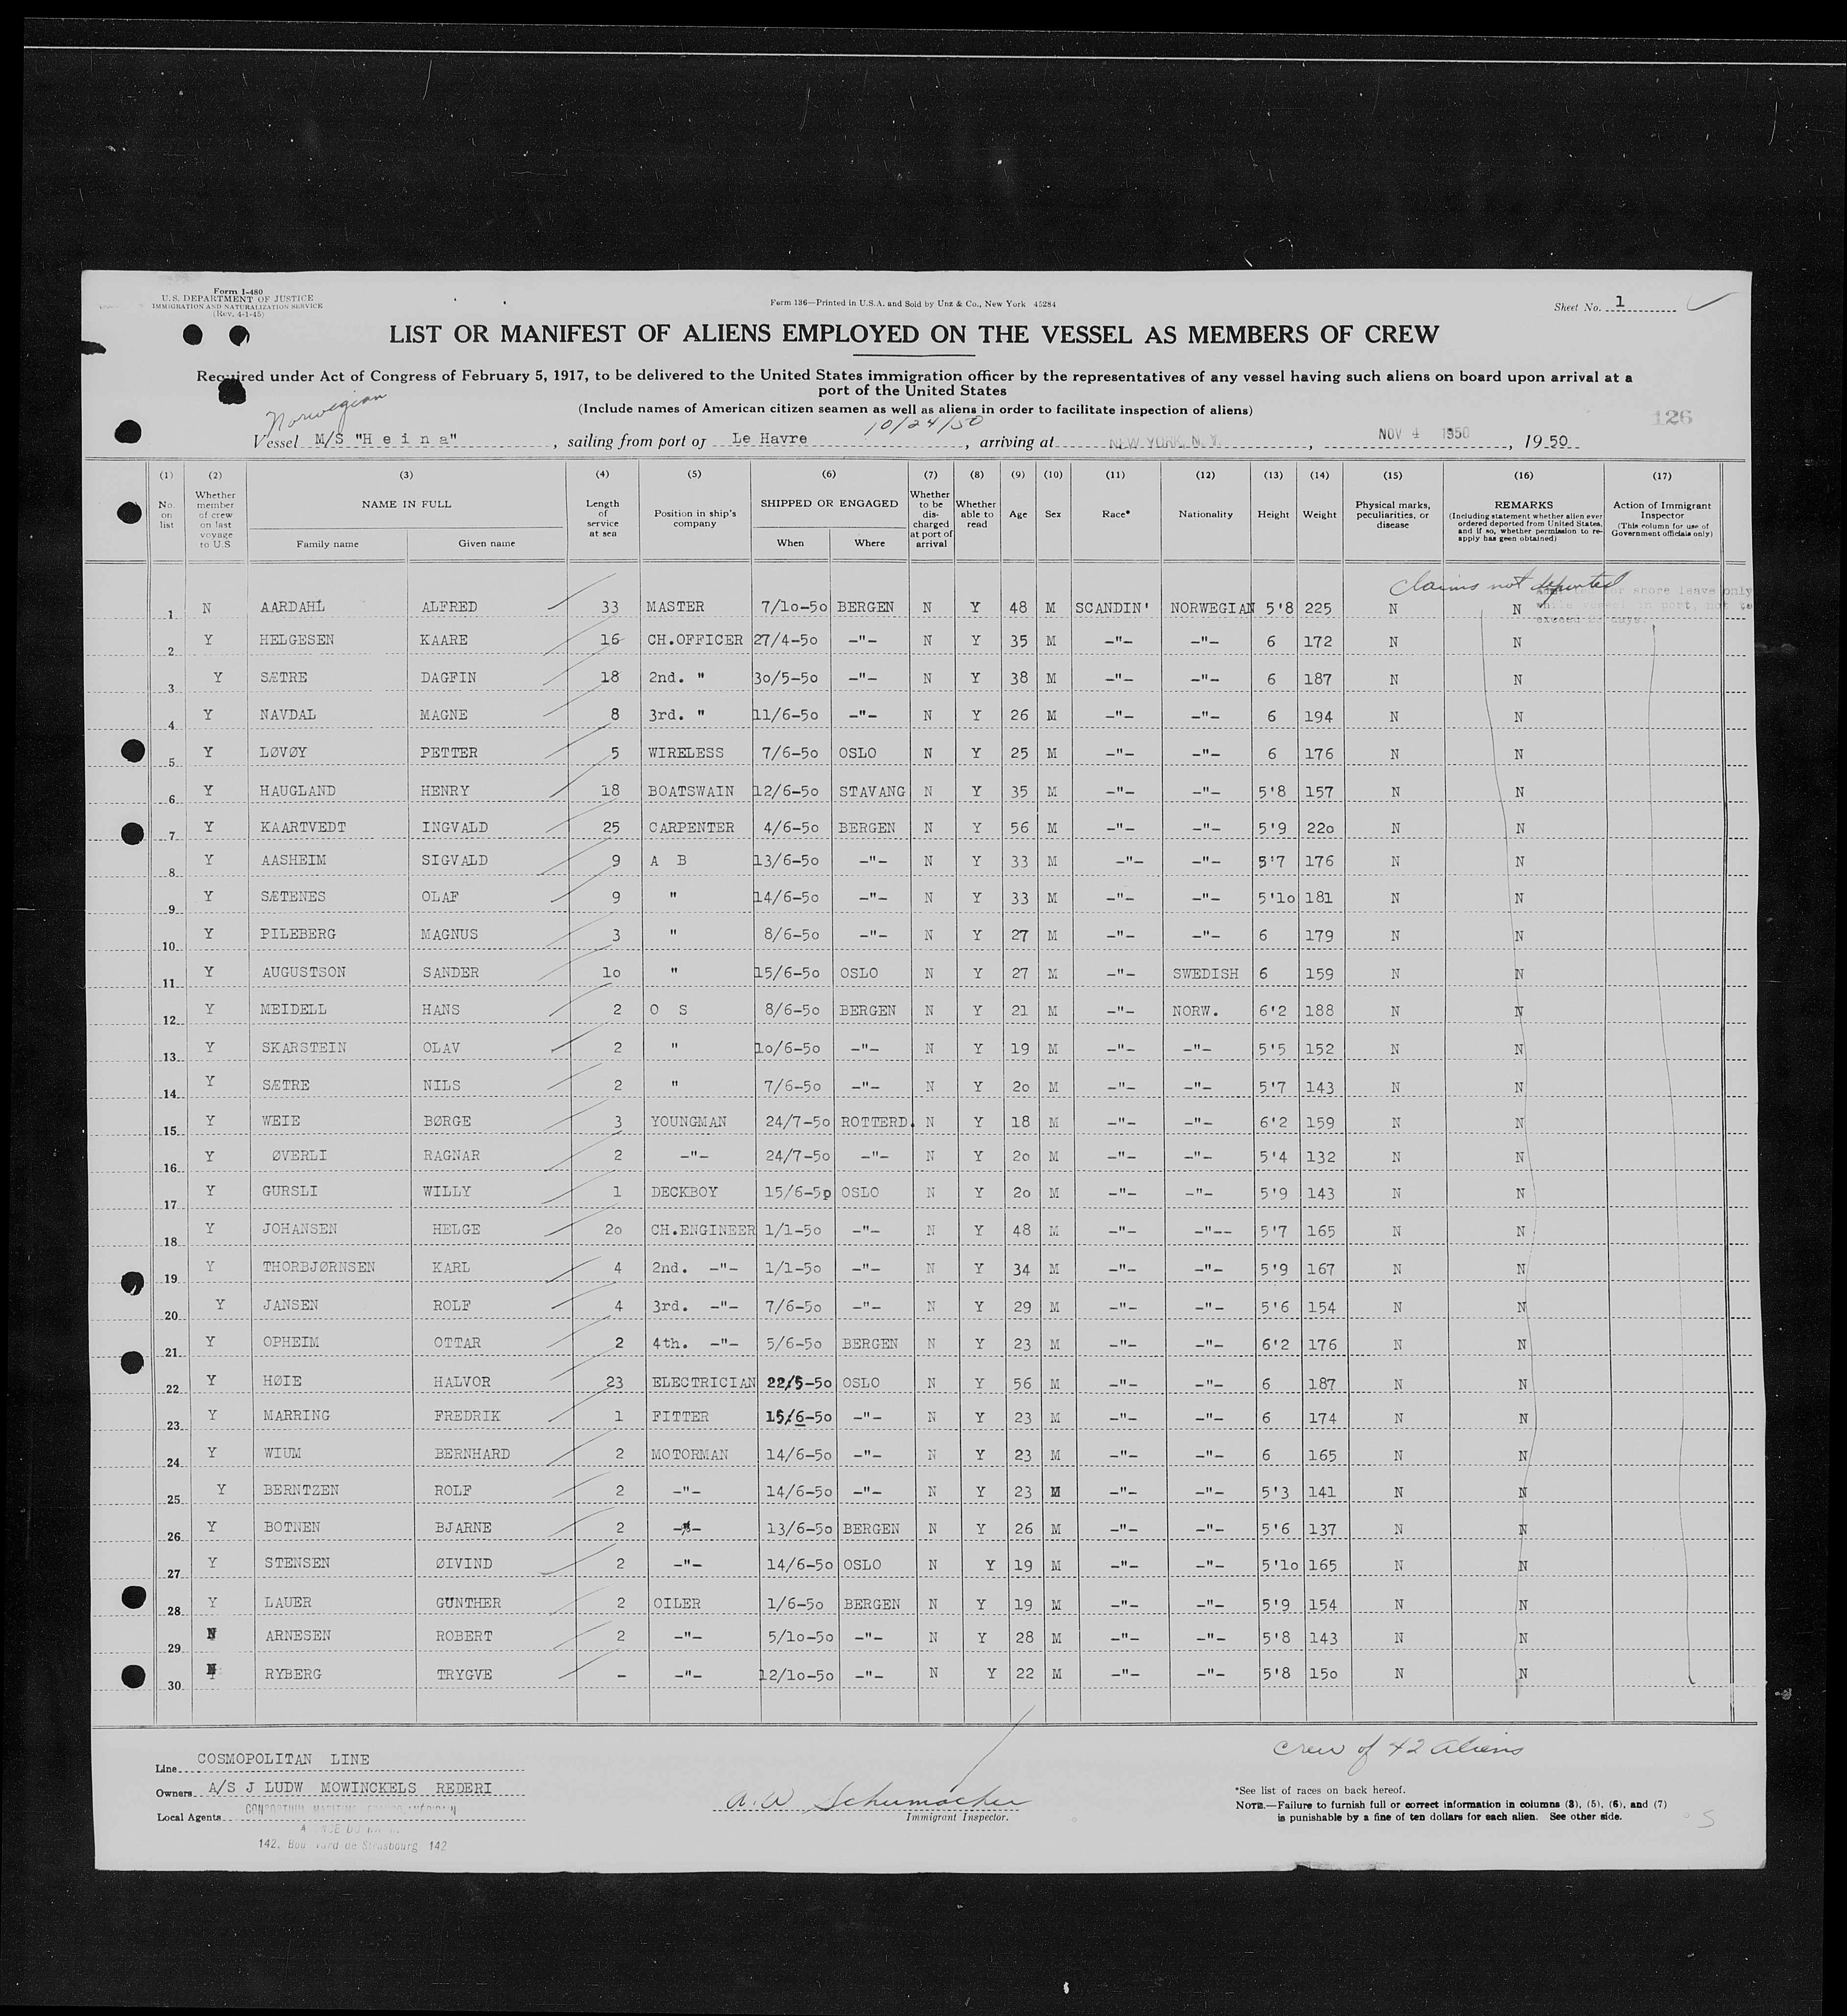 Form I-480
U. S. DEPARTMENT OF JUSTICE
IMMIGRATION AND NATURALIZATION SERVICE
(Rev. 4-1-45)
Form 136—Printed in U.S.A. and Sold by Unz & Co., New York 45284
Sheet No. 1
LIST OR MANIFEST OF ALIENS EMPLOYED ON THE VESSEL AS MEMBERS OF CREW
Required under Act of Congress of February 5, 1917, to be delivered to the United States immigration officer by the representatives of any vessel having such aliens on board upon arrival at a
port of the United States
(Include names of American citizen seamen as well as aliens in order to facilitate inspection of aliens)
Norwegian
10/24/50
126
Vessel M/S "H e i n a", sailing from port of Le Havre, arriving at NEW YORK, N. Y., NOV 4 1950, 19 50
(1) No. on list
(2) Whether member of crew on last voyage to U.S
(3) NAME IN FULL Family name Given name
(4) Length of service at sea
(5) Position in ship's company
(6) SHIPPED OR ENGAGED When Where
(7) Whether to be dis-charged at port of arrival
(8) Whether able to read
(9) Age
(10) Sex
(11) Race*
(12) Nationality
(13) Height
(14) Weight
(15) Physical marks, peculiarities, or disease
(16) REMARKS (Including statement whether alien ever ordered deported from United States, and if so, whether permission to re-apply has geen obtained)
(17) Action of Immigrant Inspector (This column for use of Government officials only)
Claims not deported
shore leave only
while vessel in port, not to
exceed 29 days.
1 N AARDAHL ALFRED 33 MASTER 7/1o-5o BERGEN N Y 48 M SCANDIN' NORWEGIAN 5'8 225 N N
2 Y HELGESEN KAARE 16 CH.OFFICER 27/4-5o -"- N Y 35 M -"- -"- 6 172 N N
3 Y SÆTRE DAGFIN 18 2nd. " 3o/5-5o -"- N Y 38 M -"- -"- 6 187 N N
4 Y NAVDAL MAGNE 8 3rd. " 11/6-5o -"- N Y 26 M -"- -"- 6 194 N N
5 Y LØVØY PETTER 5 WIRELESS 7/6-5o OSLO N Y 25 M -"- -"- 6 176 N N
6 Y HAUGLAND HENRY 18 BOATSWAIN 12/6-5o STAVANG N Y 35 M -"- -"- 5'8 157 N N
7 Y KAARTVEDT INGVALD 25 CARPENTER 4/6-5o BERGEN N Y 56 M -"- -"- 5'9 22o N N
8 Y AASHEIM SIGVALD 9 A B 13/6-5o -"- N Y 33 M -"- -"- 5'7 176 N N
9 Y SÆTENES OLAF 9 " 14/6-5o -"- N Y 33 M -"- -"- 5'1o 181 N N
10 Y PILEBERG MAGNUS 3 " 8/6-5o -"- N Y 27 M -"- -"- 6 179 N N
11 Y AUGUSTSON SANDER 1o " 15/6-5o OSLO N Y 27 M -"- SWEDISH 6 159 N N
12 Y MEIDELL HANS 2 O S 8/6-5o BERGEN N Y 21 M -"- NORW. 6'2 188 N N
13 Y SKARSTEIN OLAV 2 " 1o/6-5o -"- N Y 19 M -"- -"- 5'5 152 N N
14 Y SÆTRE NILS 2 " 7/6-5o -"- N Y 2o M -"- -"- 5'7 143 N N
15 Y WEIE BØRGE 3 YOUNGMAN 24/7-5o ROTTERD. N Y 18 M -"- -"- 6'2 159 N N
16 Y ØVERLI RAGNAR 2 -"- 24/7-5o -"- N Y 2o M -"- -"- 5'4 132 N N
17 Y GURSLI WILLY 1 DECKBOY 15/6-5p OSLO N Y 2o M -"- -"- 5'9 143 N N
18 Y JOHANSEN HELGE 2o CH.ENGINEER 1/1-5o -"- N Y 48 M -"- -"-- 5'7 165 N N
19 Y THORBJØRNSEN KARL 4 2nd. -"- 1/1-5o -"- N Y 34 M -"- -"- 5'9 167 N N
20 Y JANSEN ROLF 4 3rd. -"- 7/6-5o -"- N Y 29 M -"- -"- 5'6 154 N N
21 Y OPHEIM OTTAR 2 4th. -"- 5/6-5o BERGEN N Y 23 M -"- -"- 6'2 176 N N
22 Y HØIE HALVOR 23 ELECTRICIAN 22/5-5o OSLO N Y 56 M -"- -"- 6 187 N N
23 Y MARRING FREDRIK 1 FITTER 15/6-5o -"- N Y 23 M -"- -"- 6 174 N N
24 Y WIUM BERNHARD 2 MOTORMAN 14/6-5o -"- N Y 23 M -"- -"- 6 165 N N
25 Y BERNTZEN ROLF 2 -"- 14/6-5o -"- N Y 23 M -"- -"- 5'3 141 N N
26 Y BOTNEN BJARNE 2 -"- 13/6-5o BERGEN N Y 26 M -"- -"- 5'6 137 N N
27 Y STENSEN ØIVIND 2 -"- 14/6-5o OSLO N Y 19 M -"- -"- 5'1o 165 N N
28 Y LAUER GUNTHER 2 OILER 1/6-5o BERGEN N Y 19 M -"- -"- 5'9 154 N N
29 N ARNESEN ROBERT 2 -"- 5/1o-5o -"- N Y 28 M -"- -"- 5'8 143 N N
30 N RYBERG TRYGVE - -"- 12/1o-5o -"- N Y 22 M -"- -"- 5'8 15o N N
Crew of 42 aliens
Line COSMOPOLITAN LINE
Owners A/S J LUDW MOWINCKELS REDERI
Local Agents CONSORTIUM MARITIME
142, Boulevard de Strasbourg 142
A. W Schumacher
Immigrant Inspector.
*See list of races on back hereof.
NOTE.—Failure to furnish full or correct information in columns (3), (5), (6), and (7)
is punishable by a fine of ten dollars for each alien. See other side.